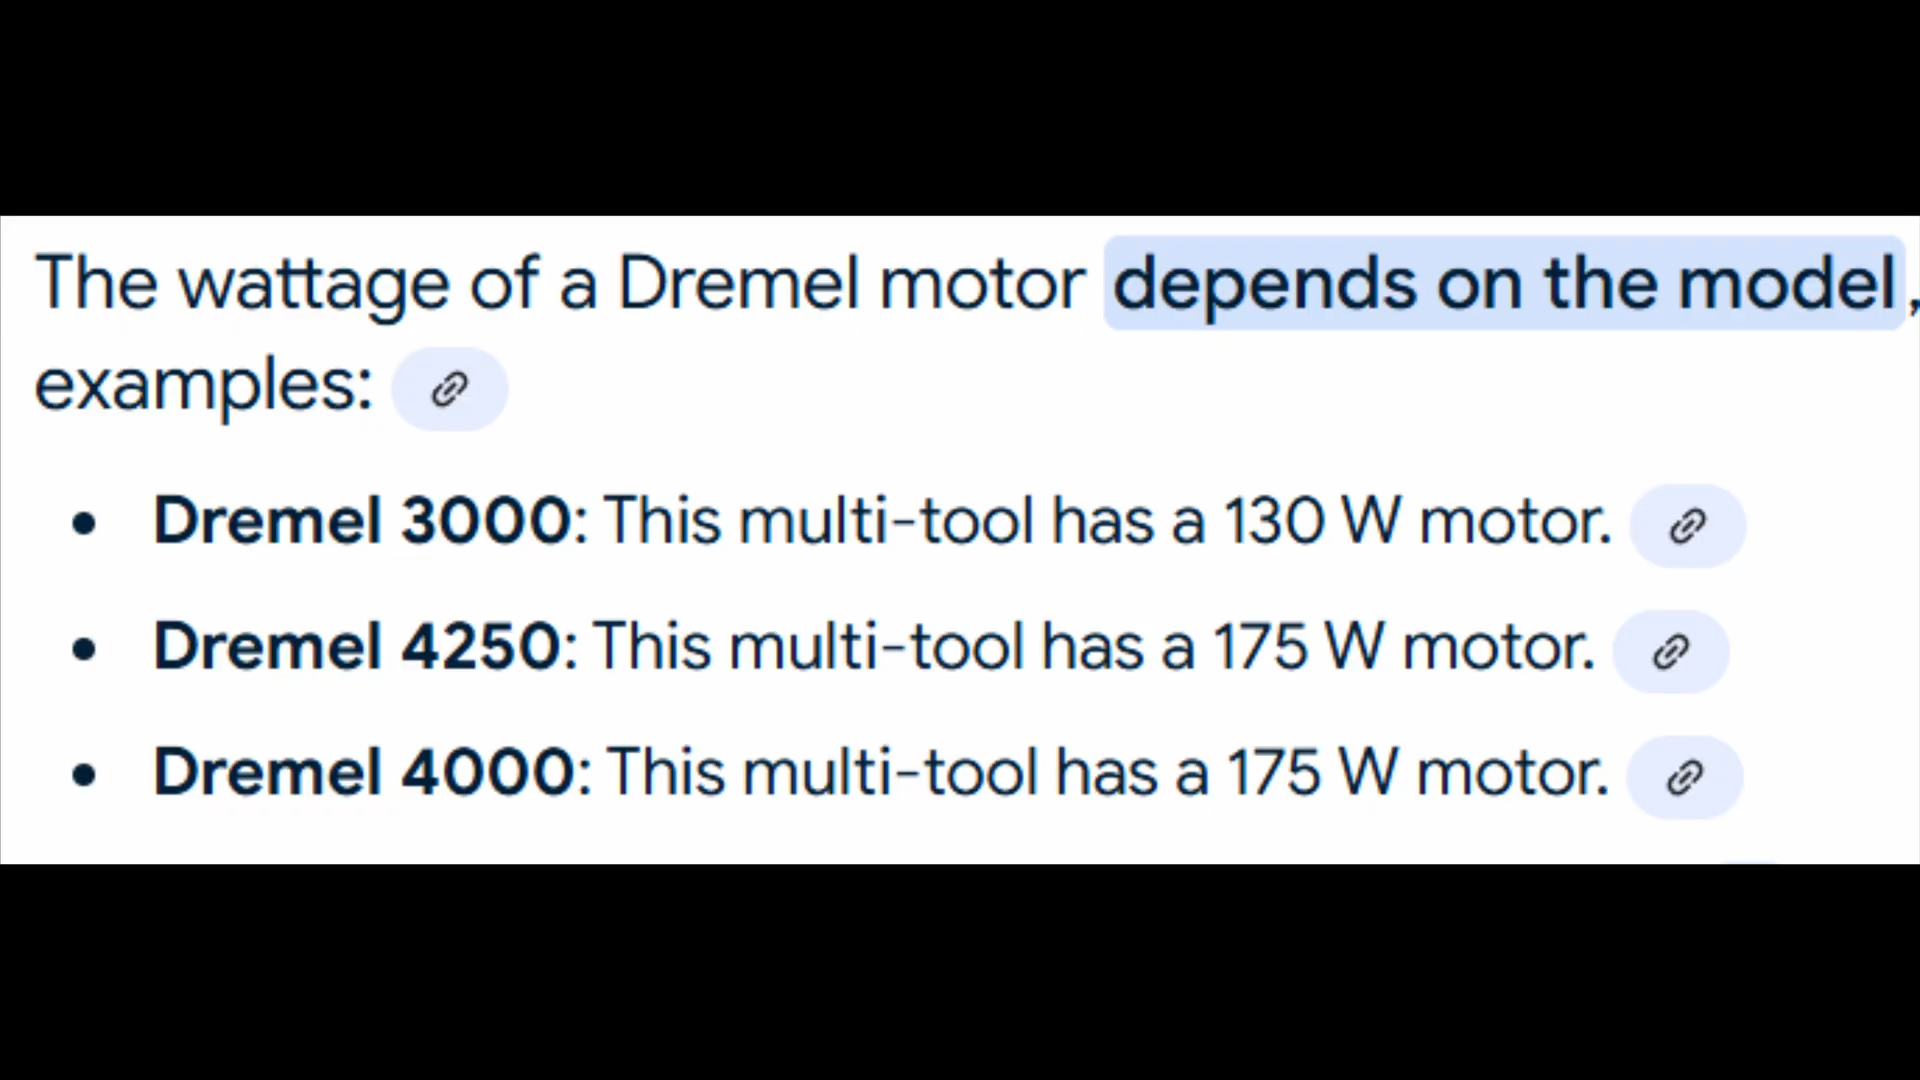 The wattage of a Dremel motor depends on the model,
examples:
• Dremel 3000: This multi-tool has a 130 W motor.
• Dremel 4250: This multi-tool has a 175 W motor.
• Dremel 4000: This multi-tool has a 175 W motor.